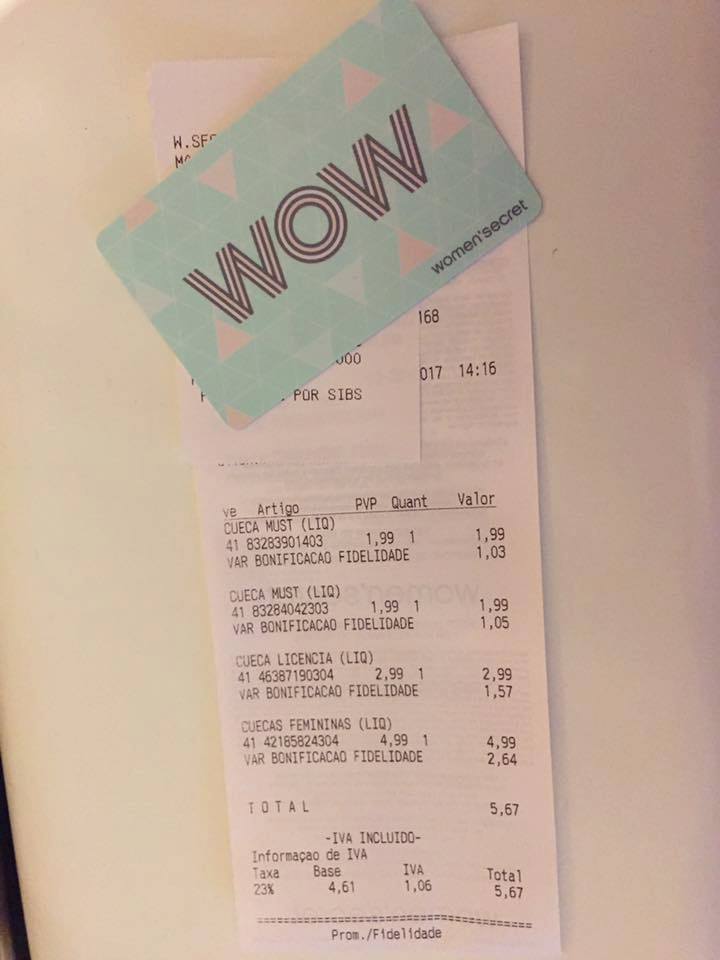 W.SE
WOW
women'secret
168
000
017 14:16
POR SIBS
ve Artigo PVP Quant Valor
CUECA MUST (LIQ)
41 83283901403 1,99 1 1,99
VAR BONIFICACAO FIDELIDADE 1,03
CUECA MUST (LIQ)
41 83284042303 1,99 1 1,99
VAR BONIFICACAO FIDELIDADE 1,05
CUECA LICENCIA (LIQ)
41 46387190304 2,99 1 2,99
VAR BONIFICACAO FIDELIDADE 1,57
CUECAS FEMININAS (LIQ)
41 42185824304 4,99 1 4,99
VAR BONIFICACAO FIDELIDADE 2,64
TOTAL 5,67
-IVA INCLUIDO-
Informaçao de IVA
Taxa Base IVA Total
23% 4,61 1,06 5,67
Prom./Fidelidade